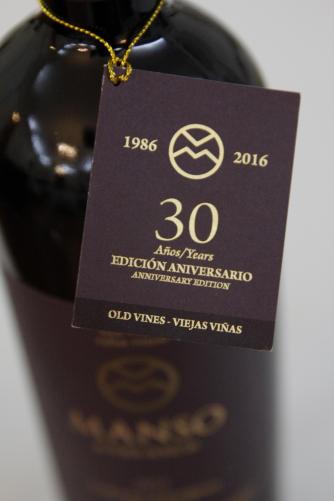 1986 2016
30
Años/Years
EDICIÓN ANIVERSARIO
ANNIVERSARY EDITION
OLD VINES - VIEJAS VIÑAS
MANSO